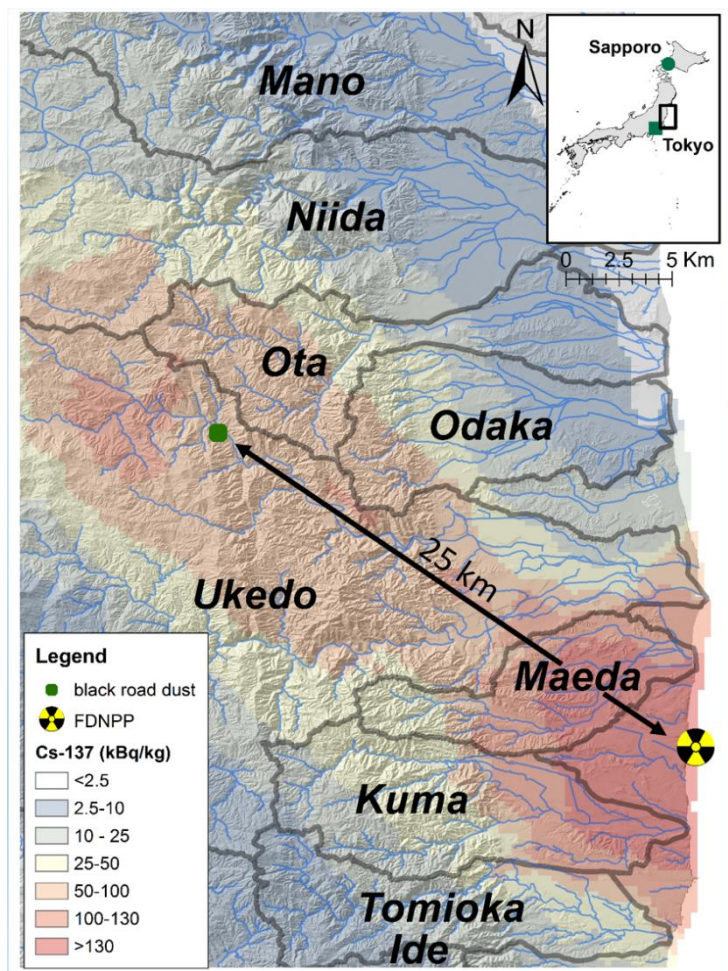 Mano
N
Sapporo
Tokyo
Niida
0 2.5 5 Km
Ota
Odaka
25 km
Ukedo
Maeda
Legend
black road dust
FDNPP
Cs-137 (kBq/kg)
<2.5
2.5-10
10 - 25
25-50
50-100
100-130
>130
Kuma
Tomioka
Ide